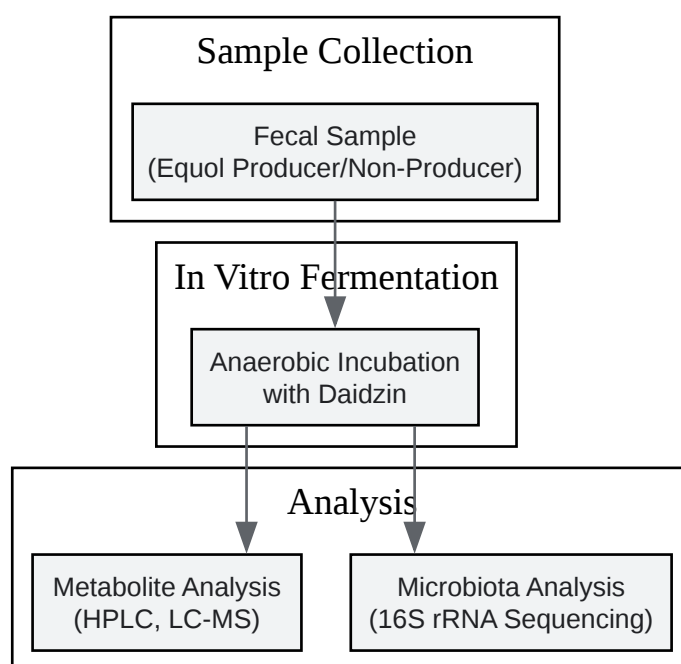 Sample Collection
Fecal Sample
(Equol Producer/Non-Producer)
In Vitro Fermentation
Anaerobic Incubation
with Daidzin
Analysis
Metabolite Analysis
(HPLC, LC-MS)
Microbiota Analysis
(16S rRNA Sequencing)